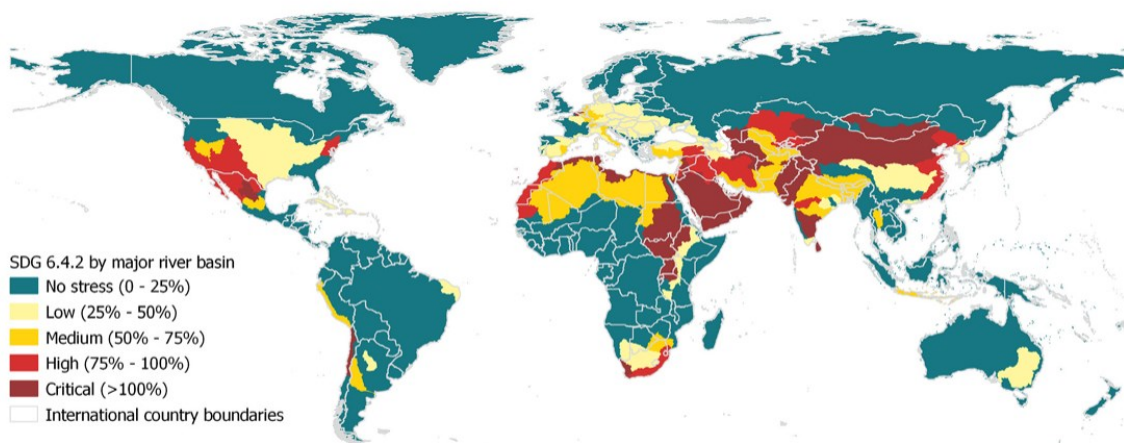 SDG 6.4.2 by major river basin
No stress (0 - 25%)
Low (25% - 50%)
Medium (50% - 75%)
High (75% - 100%)
Critical (>100%)
International country boundaries